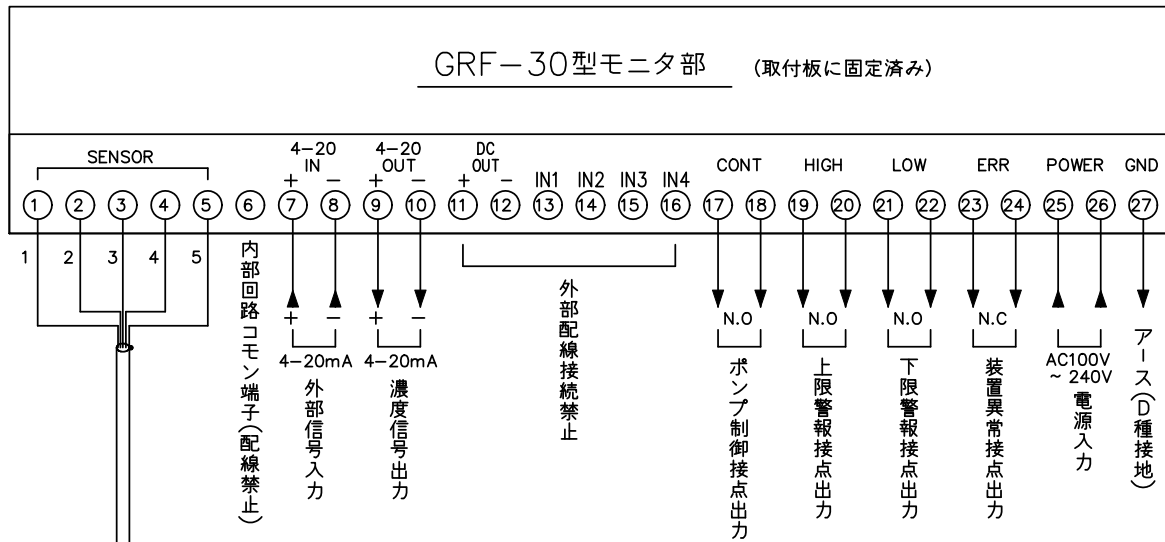 GRF-30型モニタ部 (取付板に固定済み)
SENSOR
4-20 IN
+ −
4-20 OUT
+ −
DC OUT
+ −
IN1 IN2 IN3 IN4
CONT HIGH LOW ERR POWER GND
1 2 3 4 5 6 7 8 9 10 11 12 13 14 15 16 17 18 19 20 21 22 23 24 25 26 27
1 2 3 4 5
内部回路コモン端子(配線禁止)
+ −
4-20mA
外部信号入力
+ −
4-20mA
濃度信号出力
外部配線接続禁止
N.O
ポンプ制御接点出力
N.O
上限警報接点出力
N.O
下限警報接点出力
N.C
装置異常接点出力
AC100V
~ 240V
電源入力
アース(D種接地)